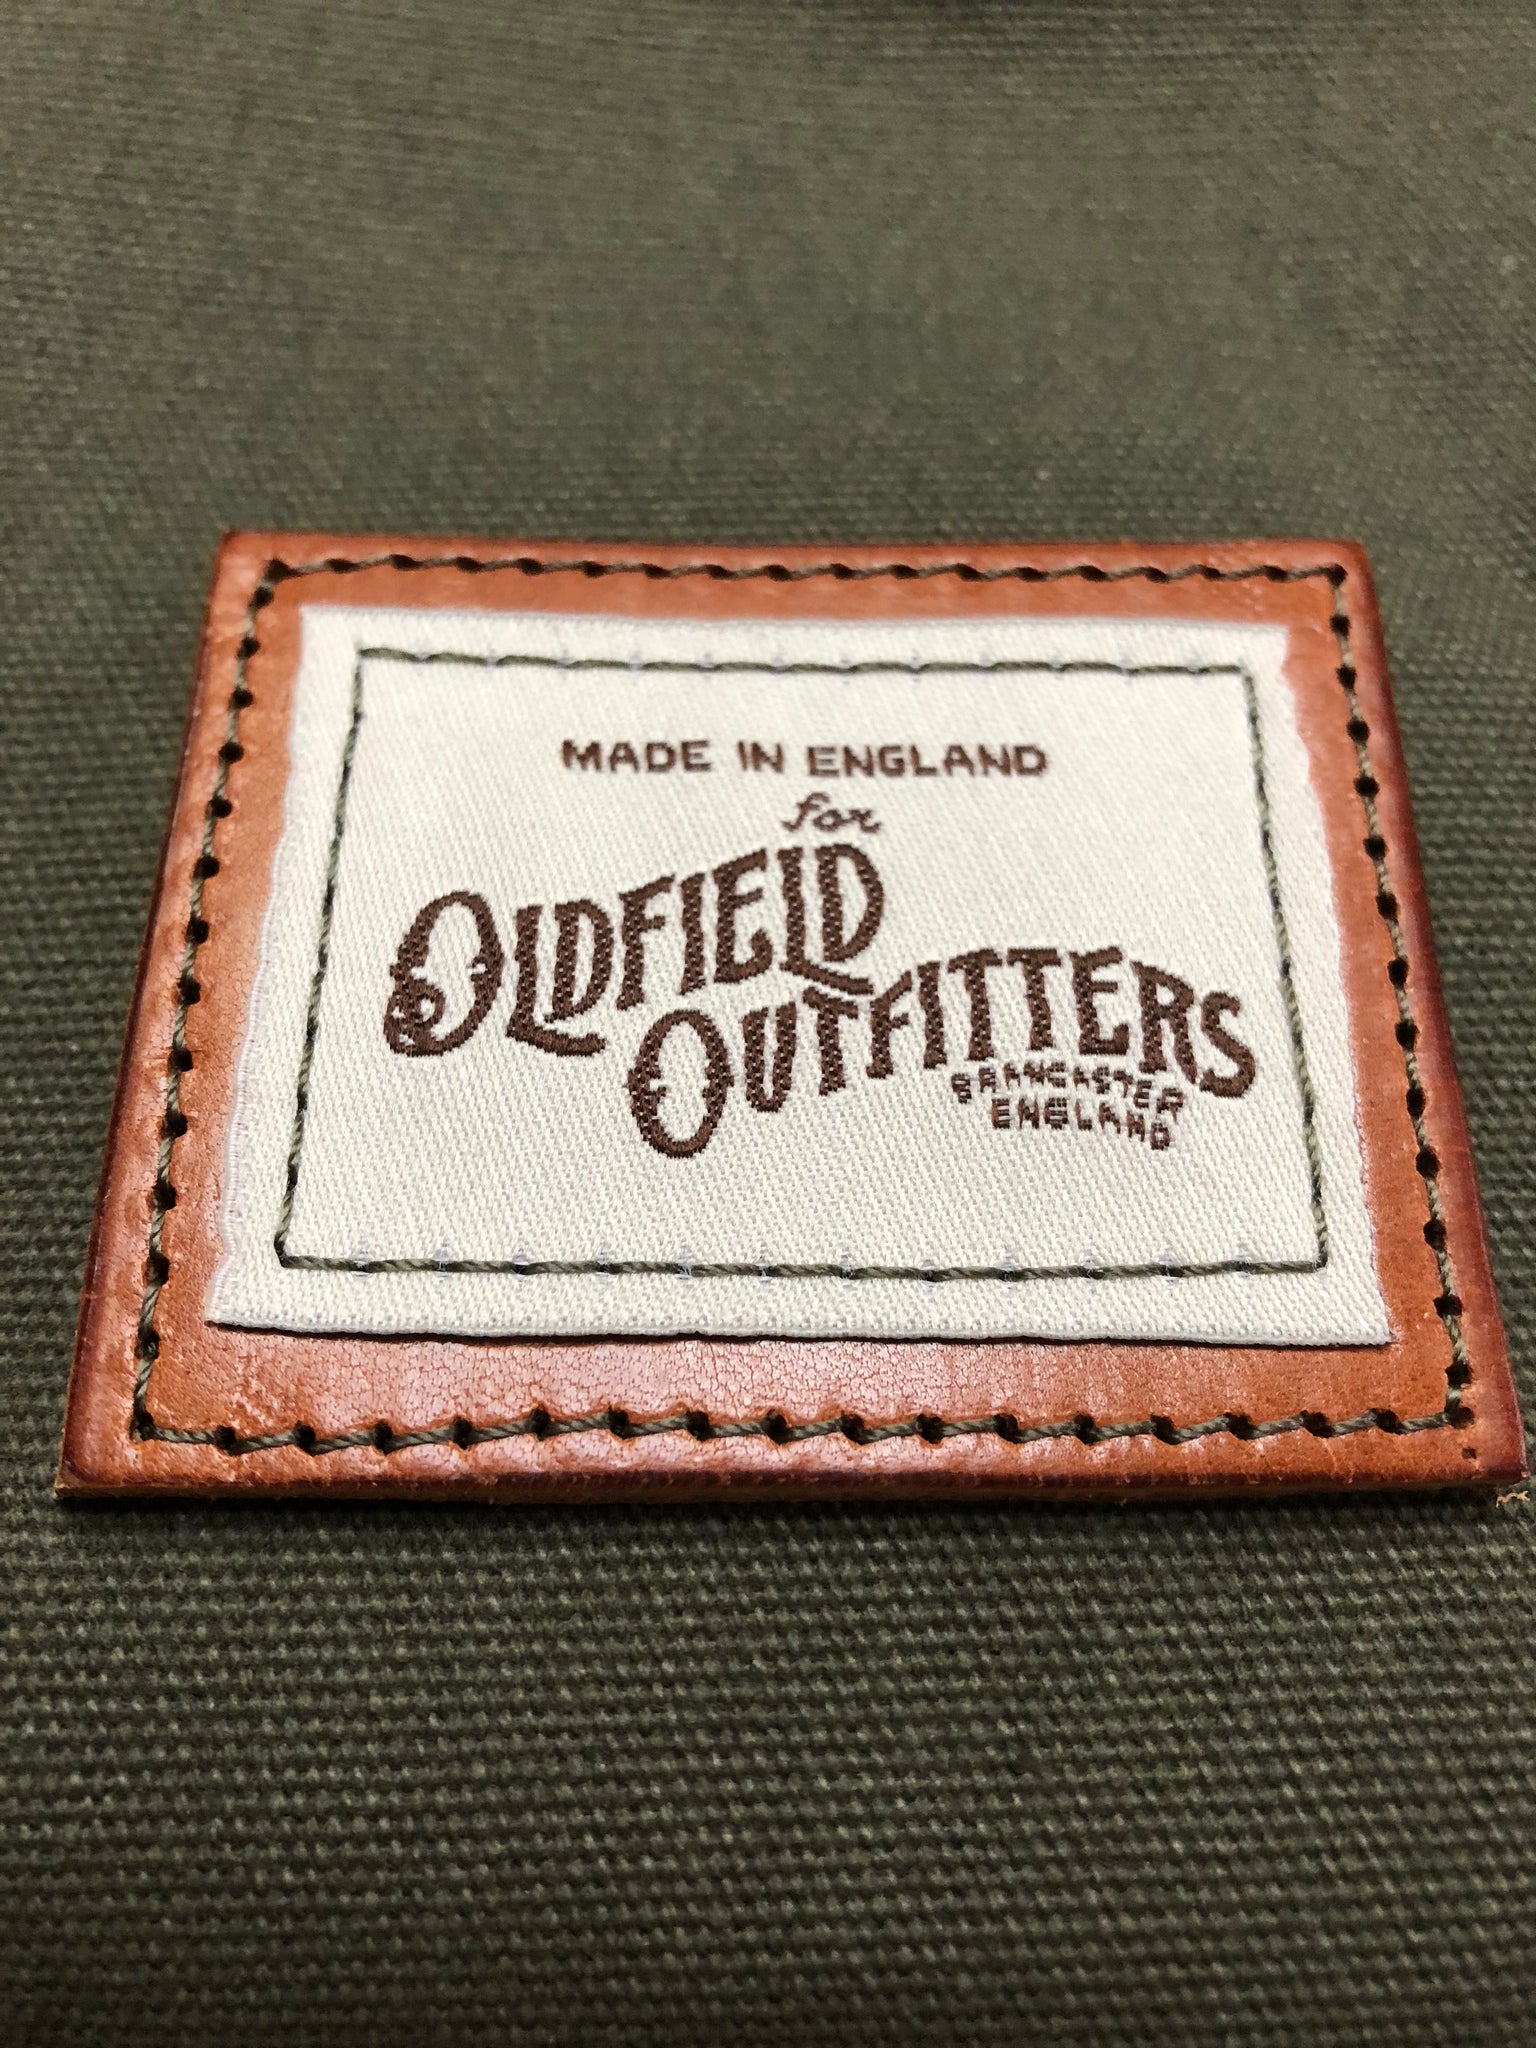 MADE IN ENGLAND
for
OLDFIELD
OUTFITTERS
BRANCASTER
ENGLAND